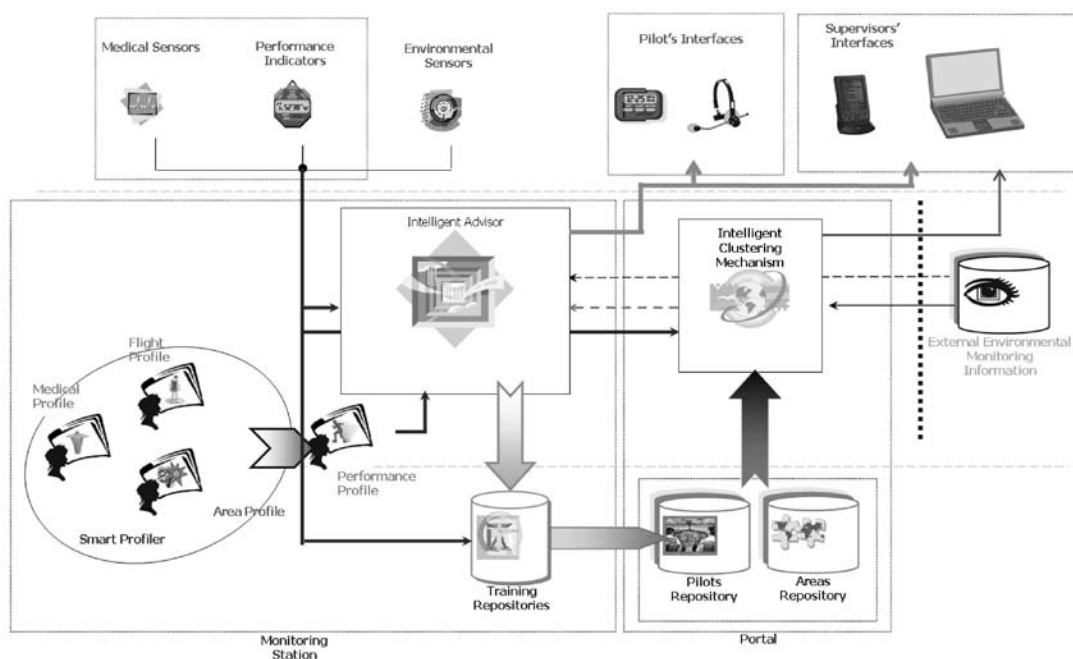 Medical Sensors
Performance
Indicators
Environmental
Sensors
Pilot's Interfaces
Supervisors'
Interfaces
Intelligent Advisor
Intelligent
Clustering
Mechanism
External Environmental
Monitoring
Information
Flight
Profile
Medical
Profile
Area Profile
Smart Profiler
Performance
Profile
Training
Repositories
Pilots
Repository
Areas
Repository
Monitoring
Station
Portal